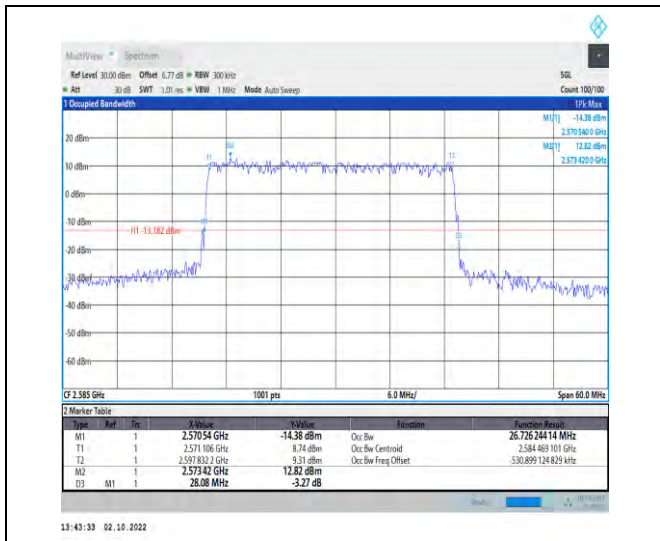 MultiView Spectrum
Ref Level 30.00 dBm Offset 6.77 dB RBW 300 kHz SGL
Att 30 dB SWT 1.01 ms VBW 1 MHz Mode Auto Sweep Count 100/100
1 Occupied Bandwidth 1Pk Max
M1[1] -14.38 dBm
2.570 540 0 GHz
M2[1] 12.82 dBm
2.573 420 0 GHz
20 dBm
10 dBm
0 dBm
-10 dBm
H1 -13.182 dBm
-20 dBm
-30 dBm
-40 dBm
-50 dBm
-60 dBm
T1
M2
T2
D3
CF 2.585 GHz 1001 pts 6.0 MHz/ Span 60.0 MHz
2 Marker Table
Type Ref Trc X-Value Y-Value Function Function Result
M1 1 2.57054 GHz -14.38 dBm Occ Bw 26.726 244 14 MHz
T1 1 2.571 106 GHz 8.74 dBm Occ Bw Centroid 2.584 469 101 GHz
T2 1 2.597 832 2 GHz 9.31 dBm Occ Bw Freq Offset -530.899 124 829 kHz
M2 1 2.57342 GHz 12.82 dBm
D3 M1 1 28.08 MHz -3.27 dB
13:43:33 02.10.2022